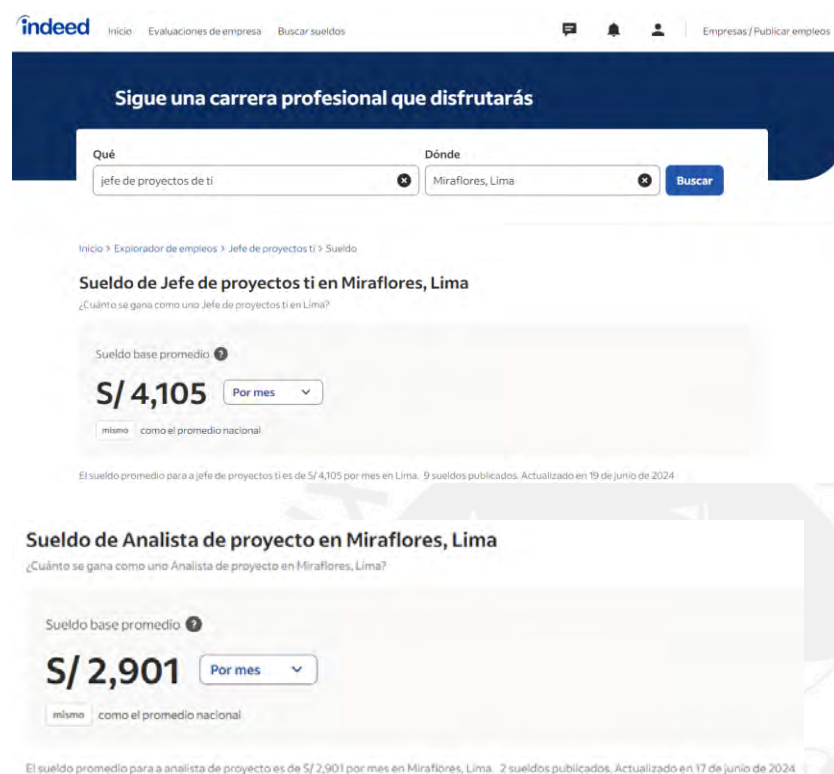 indeed Inicio Evaluaciones de empresa Buscar sueldos Empresas / Publicar empleos
Sigue una carrera profesional que disfrutarás
Qué Dónde
jefe de proyectos de ti Miraflores, Lima Buscar
Inicio > Explorador de empleos > Jefe de proyectos ti > Sueldo
Sueldo de Jefe de proyectos ti en Miraflores, Lima
¿Cuánto se gana como uno Jefe de proyectos ti en Lima?
Sueldo base promedio ?
S/ 4,105 Por mes
mismo como el promedio nacional
El sueldo promedio para a jefe de proyectos ti es de S/ 4,105 por mes en Lima. 9 sueldos publicados. Actualizado en 19 de junio de 2024
Sueldo de Analista de proyecto en Miraflores, Lima
¿Cuánto se gana como uno Analista de proyecto en Miraflores, Lima?
Sueldo base promedio ?
S/ 2,901 Por mes
mismo como el promedio nacional
El sueldo promedio para a analista de proyecto es de S/ 2,901 por mes en Miraflores, Lima. 2 sueldos publicados. Actualizado en 17 de junio de 2024